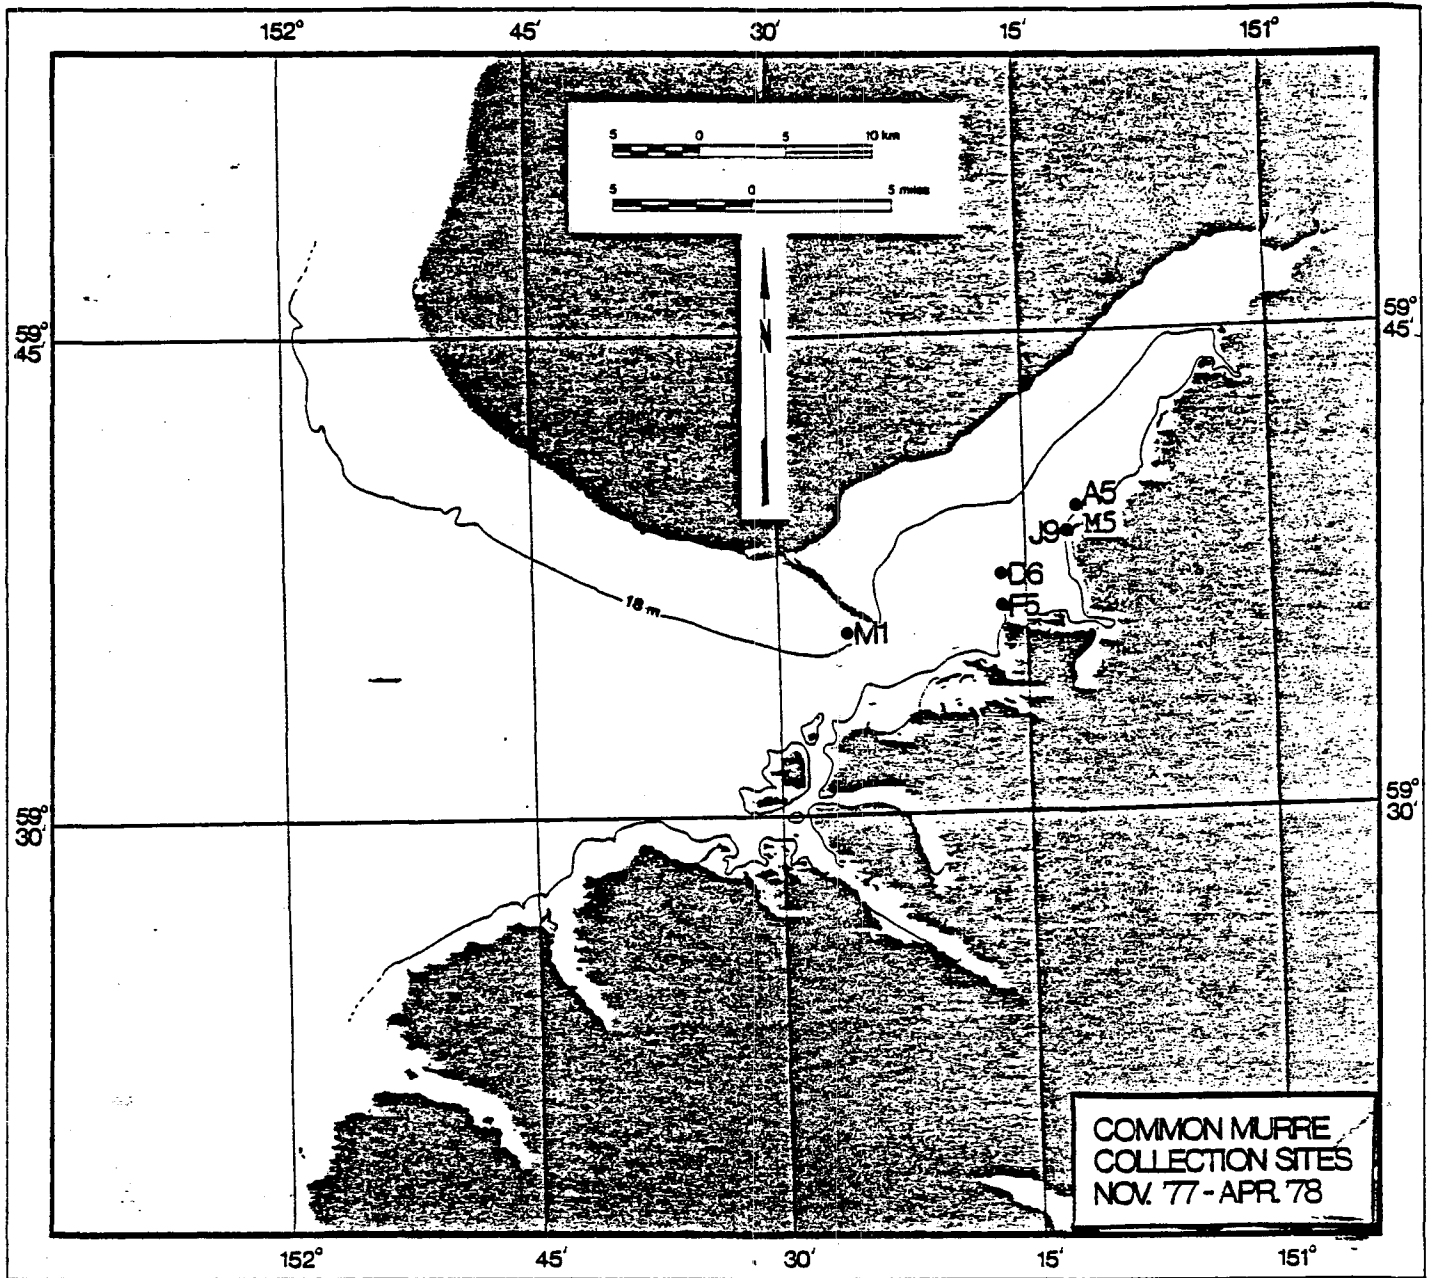 152° 45' 30' 15' 151°
5 0 5 10 km
5 0 5 miles
N
59° 45'
59° 45'
A5
J9 M5
D6
F5
18 m
M1
59° 30'
59° 30'
COMMON MURRE
COLLECTION SITES
NOV. '77 - APR. '78
152° 45' 30' 15' 151°